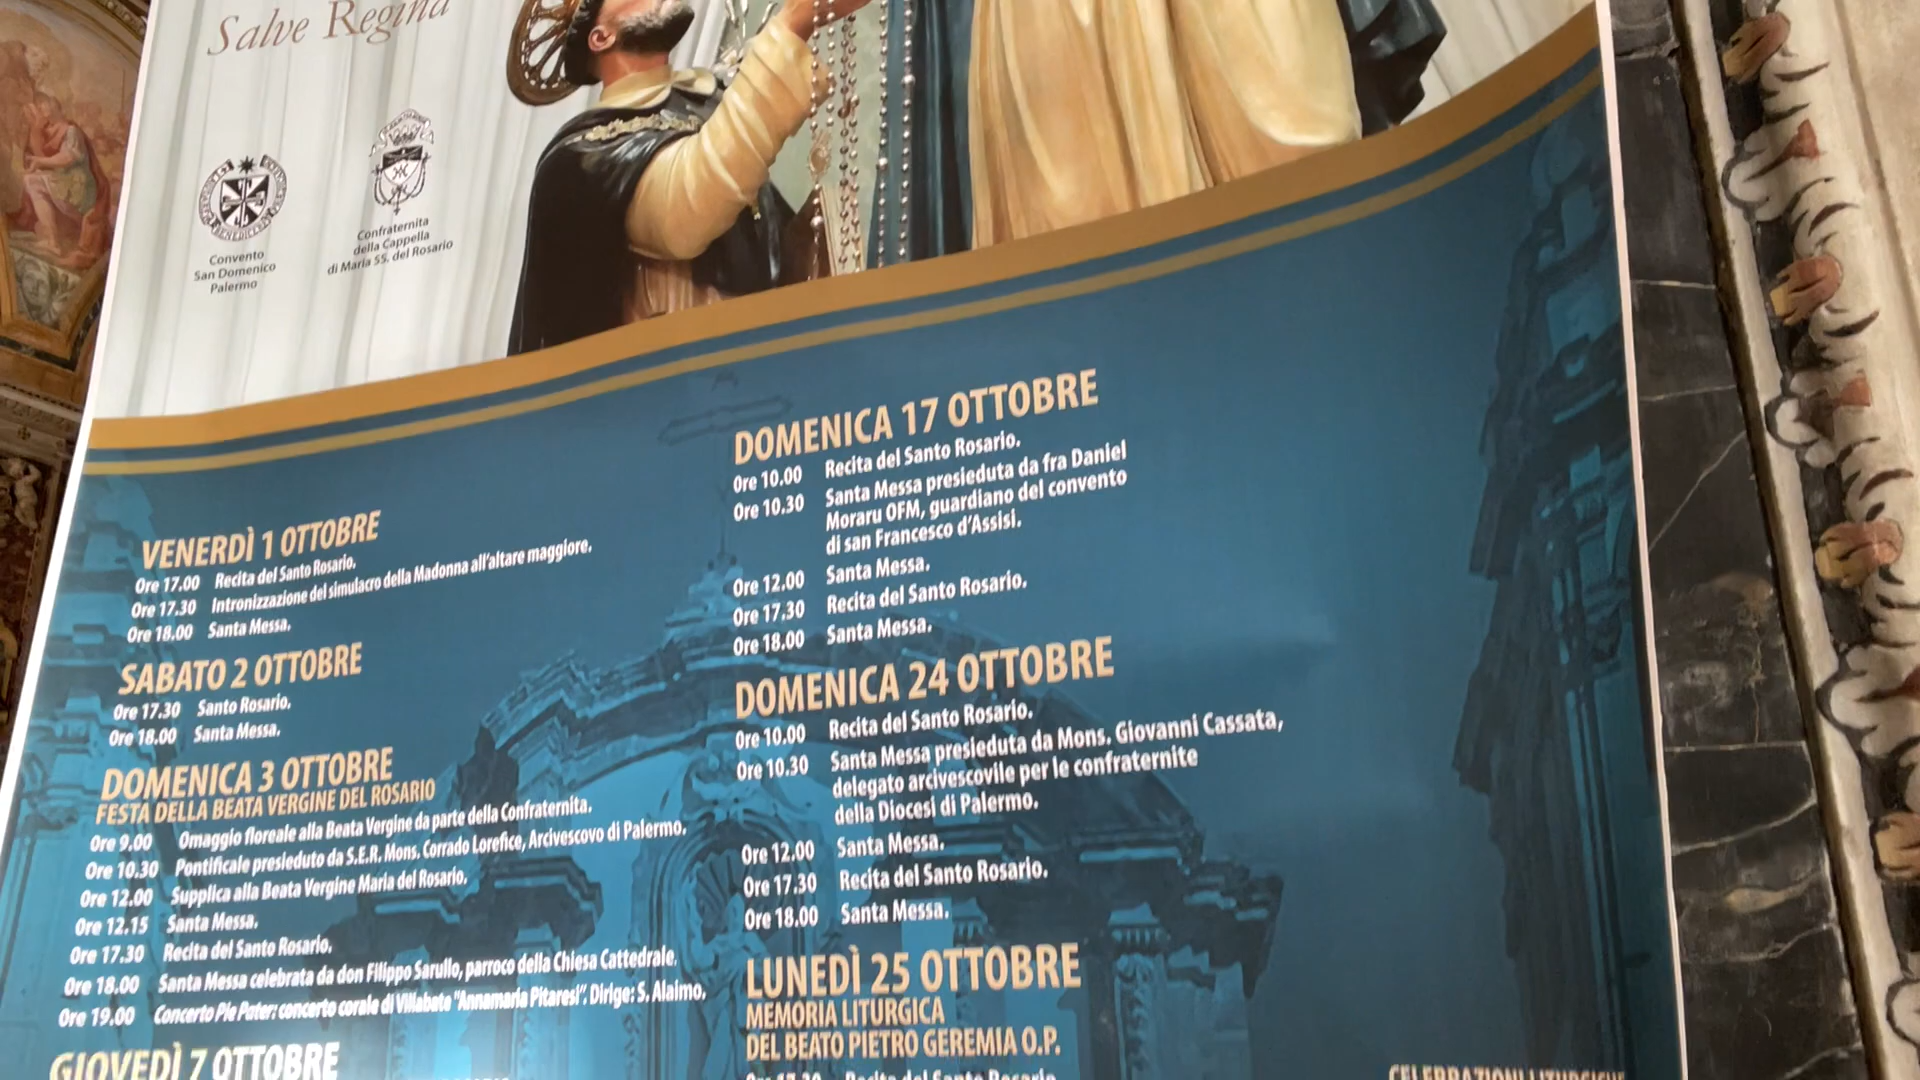 Salve Regina
Convento
San Domenico
Palermo
Confraternita
della Cappella
di Maria SS. del Rosario
VENERDÌ 1 OTTOBRE
Ore 17.00 Recita del Santo Rosario.
Ore 17.30 Intronizzazione del simulacro della Madonna all'altare maggiore.
Ore 18.00 Santa Messa.
SABATO 2 OTTOBRE
Ore 17.30 Santo Rosario.
Ore 18.00 Santa Messa.
DOMENICA 3 OTTOBRE
FESTA DELLA BEATA VERGINE DEL ROSARIO
Ore 9.00 Omaggio floreale alla Beata Vergine da parte della Confraternita.
Ore 10.30 Pontificale presieduto da S.E.R. Mons. Corrado Lorefice, Arcivescovo di Palermo.
Ore 12.00 Supplica alla Beata Vergine Maria del Rosario.
Ore 12.15 Santa Messa.
Ore 17.30 Recita del Santo Rosario.
Ore 18.00 Santa Messa celebrata da don Filippo Sarullo, parroco della Chiesa Cattedrale.
Ore 19.00 Concerto Pie Pater: concerto corale di Villabate "Annamaria Pitaresi". Dirige: S. Alaimo.
GIOVEDÌ 7 OTTOBRE
DOMENICA 17 OTTOBRE
Ore 10.00 Recita del Santo Rosario.
Ore 10.30 Santa Messa presieduta da fra Daniel
Moraru OFM, guardiano del convento
di san Francesco d'Assisi.
Ore 12.00 Santa Messa.
Ore 17.30 Recita del Santo Rosario.
Ore 18.00 Santa Messa.
DOMENICA 24 OTTOBRE
Ore 10.00 Recita del Santo Rosario.
Ore 10.30 Santa Messa presieduta da Mons. Giovanni Cassata,
delegato arcivescovile per le confraternite
della Diocesi di Palermo.
Ore 12.00 Santa Messa.
Ore 17.30 Recita del Santo Rosario.
Ore 18.00 Santa Messa.
LUNEDÌ 25 OTTOBRE
MEMORIA LITURGICA
DEL BEATO PIETRO GEREMIA O.P.
Ore 17.30 Recita del Santo Rosario
CELEBRAZIONI LITURGICHE